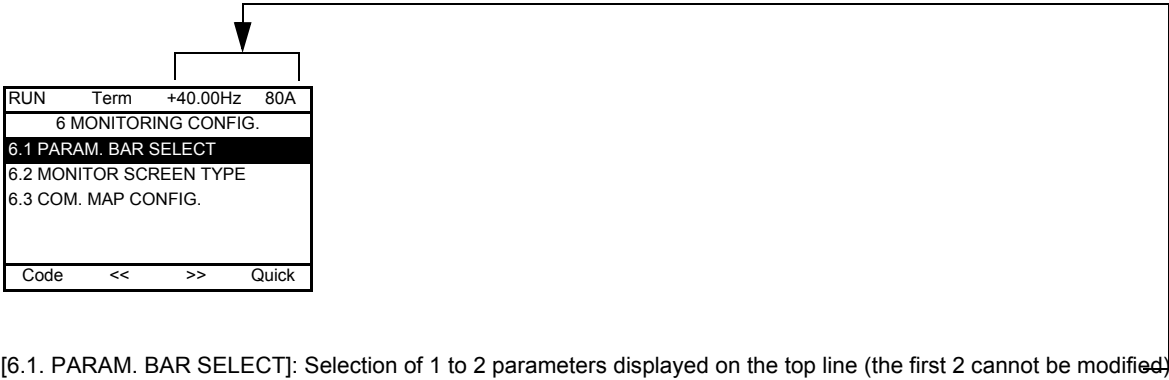 RUN Term +40.00Hz 80A
6 MONITORING CONFIG.
6.1 PARAM. BAR SELECT
6.2 MONITOR SCREEN TYPE
6.3 COM. MAP CONFIG.
Code << >> Quick
[6.1. PARAM. BAR SELECT]: Selection of 1 to 2 parameters displayed on the top line (the first 2 cannot be modified)